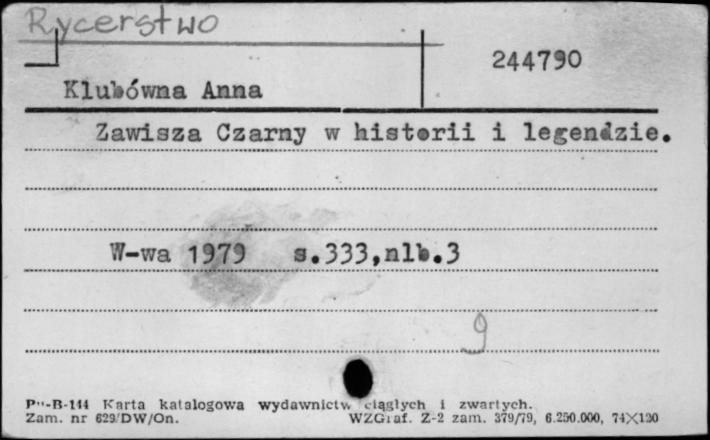 Rycerstwo
244790
Klubówna Anna
Zawisza Czarny w historii i legendzie.
W-wa 1979 s.333,nlb.3
9
Pu-B-144 Karta katalogowa wydawnictw ciągłych i zwartych.
Zam. nr 629/DW/On. WZGraf. Z-2 zam. 379/79, 6.250.000, 74X120